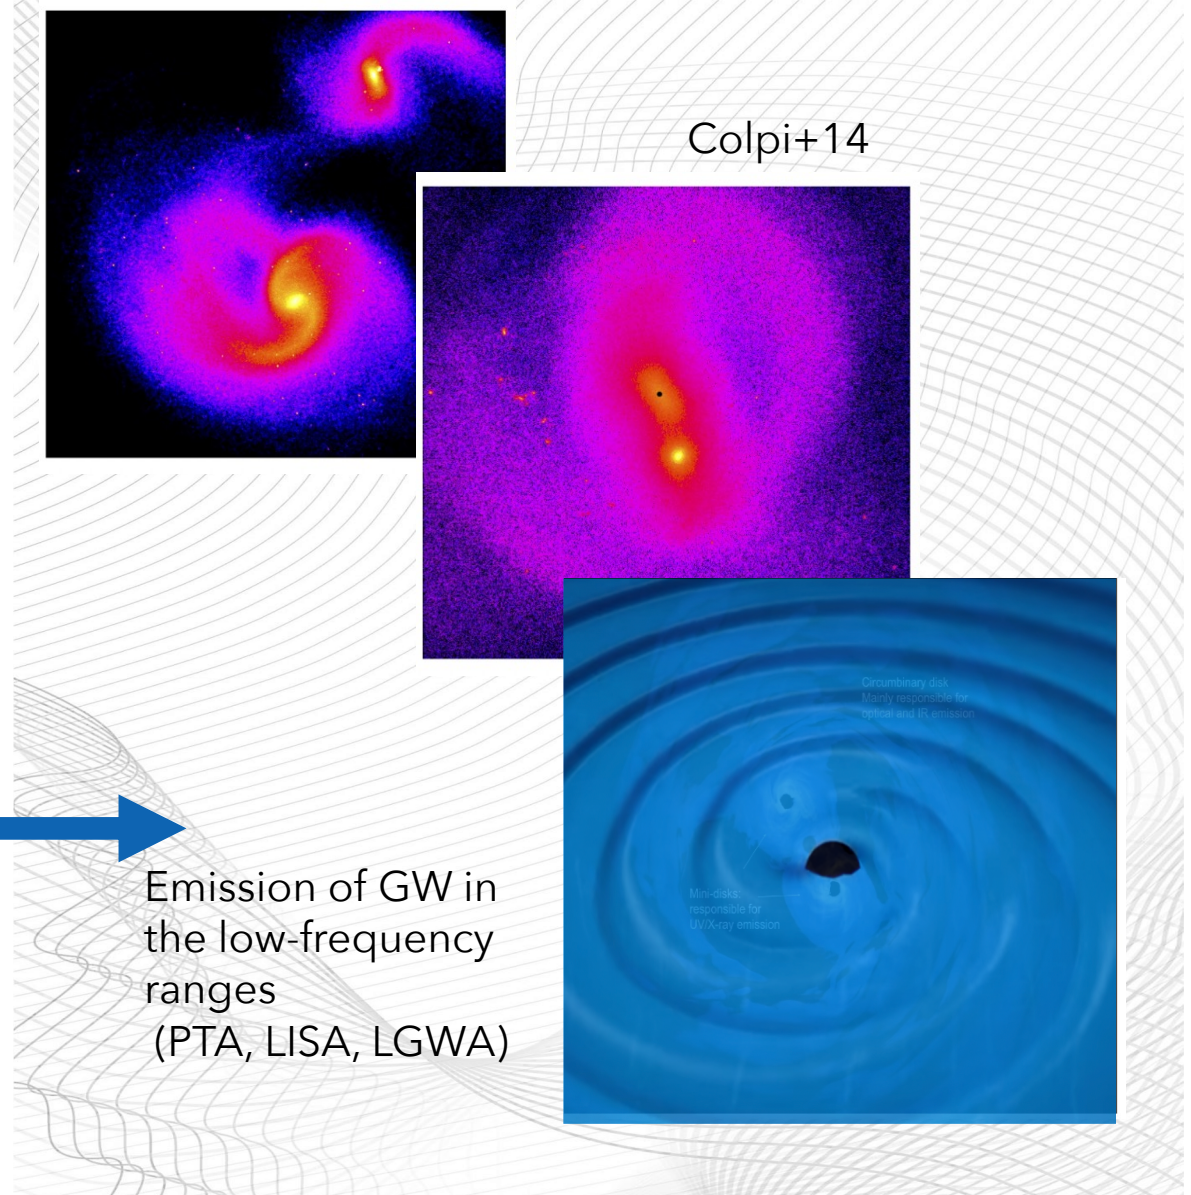 Colpi+14
Circumbinary disk
Mainly responsible for
optical and IR emission
Mini-disks:
responsible for
UV/X-ray emission
Emission of GW in
the low-frequency
ranges
(PTA, LISA, LGWA)